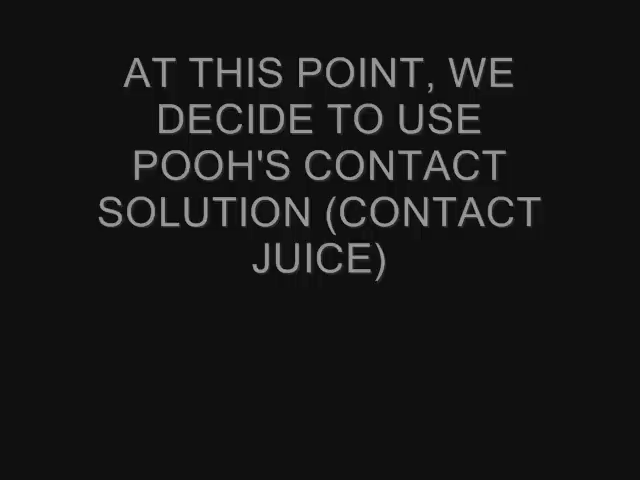 AT THIS POINT, WE
DECIDE TO USE
POOH'S CONTACT
SOLUTION (CONTACT
JUICE)